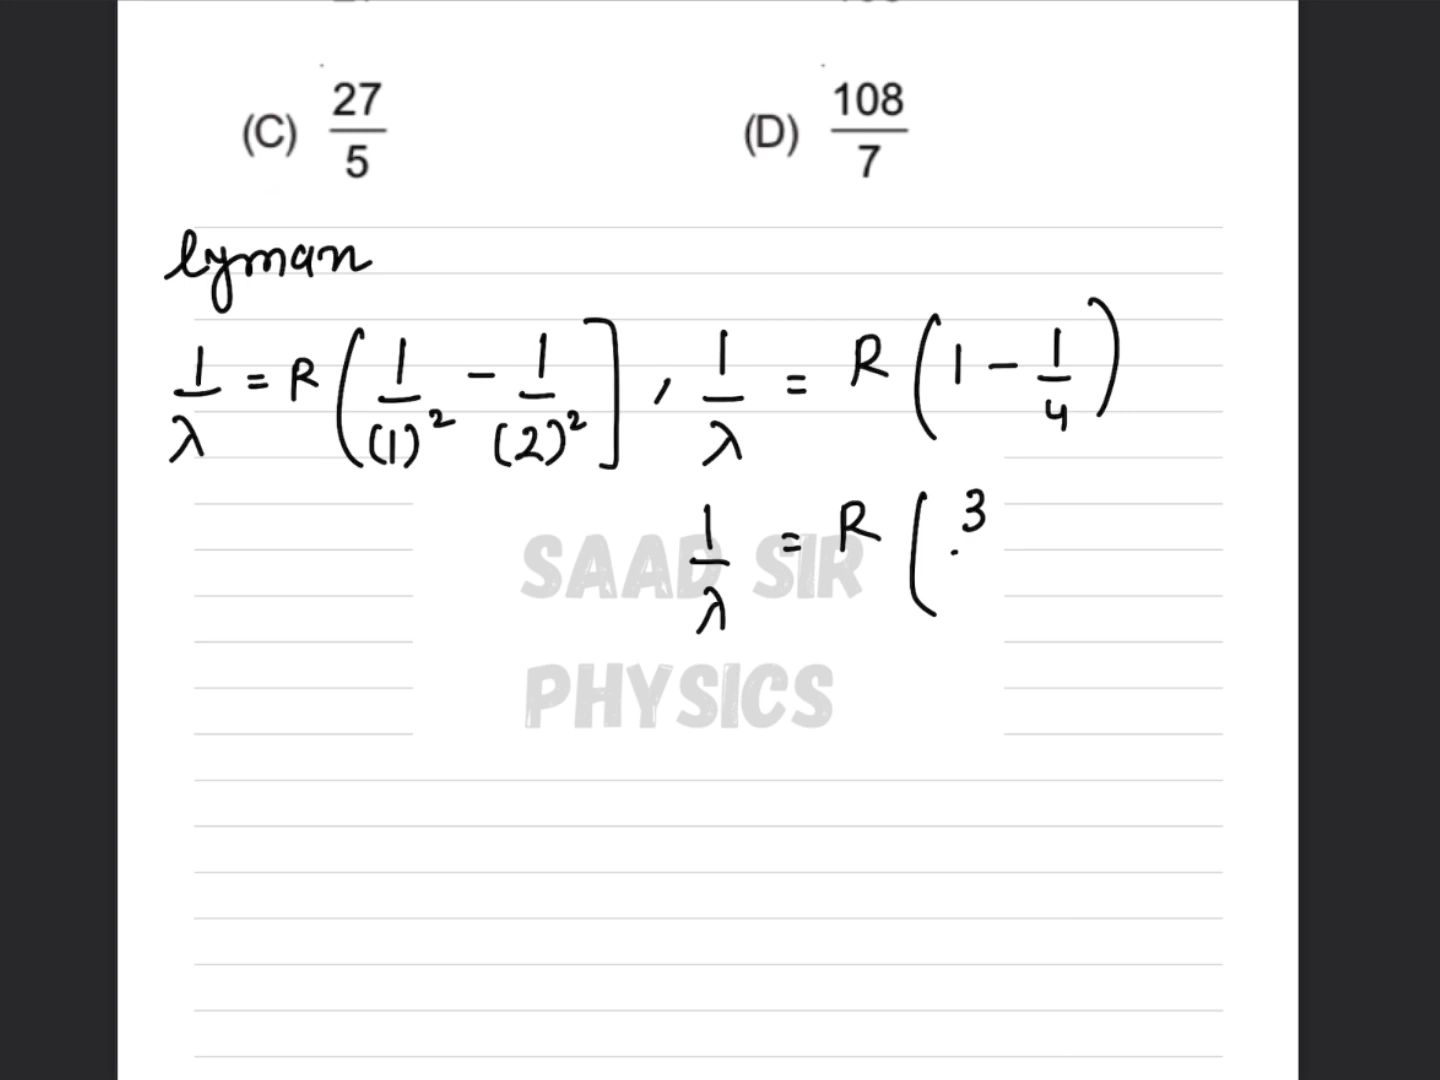 (C) 27/5 (D) 108/7
lyman
1/λ = R(1/(1)² - 1/(2)²], 1/λ = R(1 - 1/4)
1/λ = R(3
SAAD SIR
PHYSICS